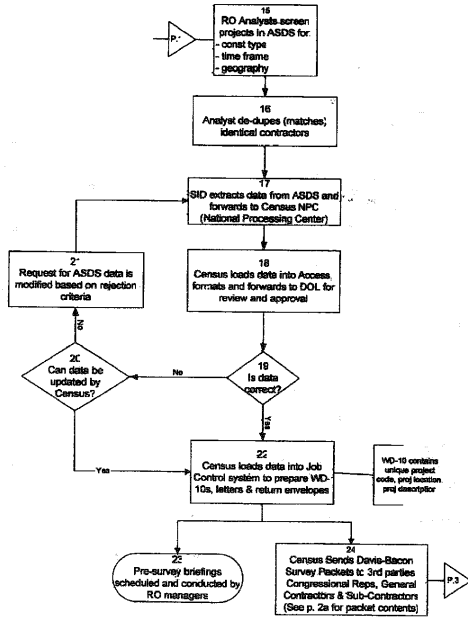 15
RO Analysts screen
projects in ASDS for:
- const type
- time frame
- geography
16
Analyst de-dupes (matches)
identical contractors
17
SID extracts data from ASDS and
forwards to Census NPC
(National Processing Center)
18
Census loads data into Access,
formats and forwards to DOL for
review and approval
19
Is data
correct?
No
Yes
20
Can data be
updated by
Census?
No
Yes
Request for ASDS data is
modified based on rejection
criteria
22
Census loads data into Job
Control system to prepare WD-
10s, letters & return envelopes
WD-10 contains
unique project
code, proj location
proj description
23
Pre-survey briefings
scheduled and conducted by
RO managers
24
Census Sends Davis-Bacon
Survey Packets to 3rd parties
Congressional Reps, General
Contractors & Sub-Contractors
(See p. 2a for packet contents)
P.3